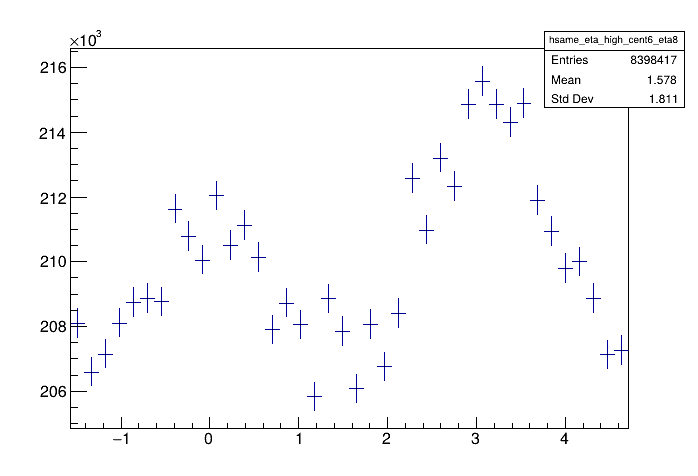 ×10³
hsame_eta_high_cent6_eta8
Entries 8398417
Mean 1.578
Std Dev 1.811
216
214
212
210
208
206
−1 0 1 2 3 4